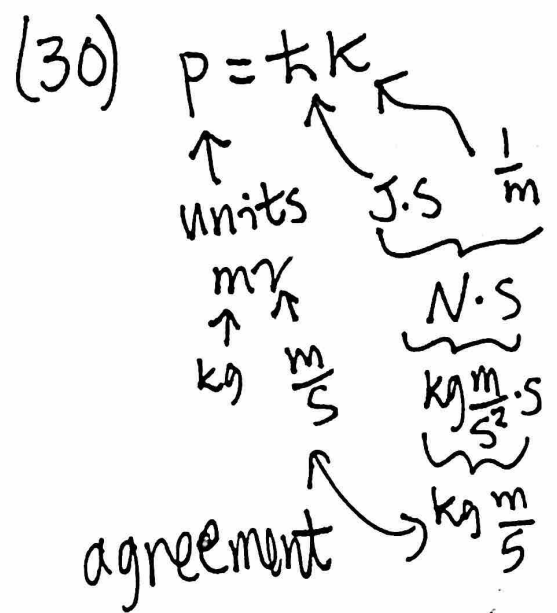 (30) p = ħk
units
J·s 1/m
mv
N·s
kg m/s
kg m/s² ·s
agreement
kg m/s